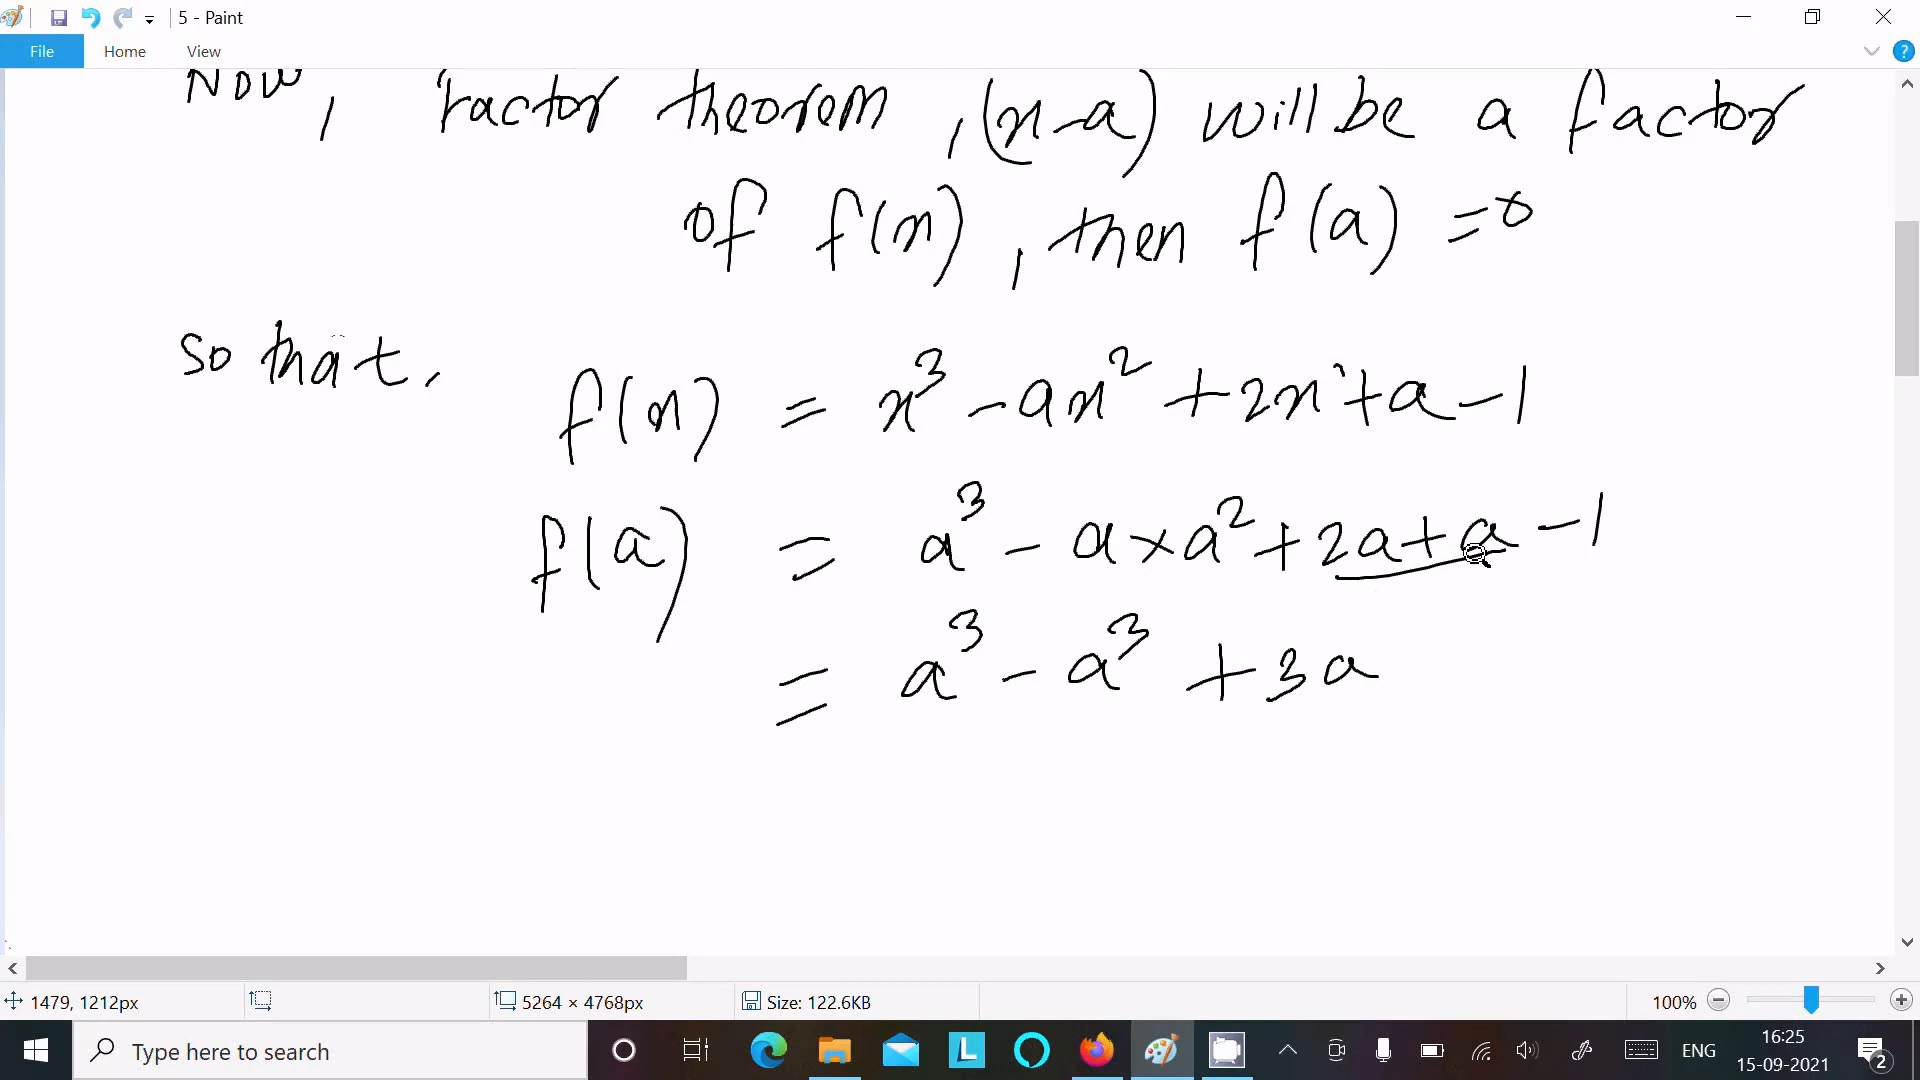 5 - Paint
File Home View
Now, Factor theorem, (x-a) will be a factor
of f(x), then f(a) = 0
so that, f(x) = x³ - ax² + 2x + a - 1
f(a) = a³ - a × a² + 2a + a - 1
= a³ - a³ + 3a
1479, 1212px 5264 × 4768px Size: 122.6KB 100%
Type here to search L ENG 16:25
15-09-2021 2